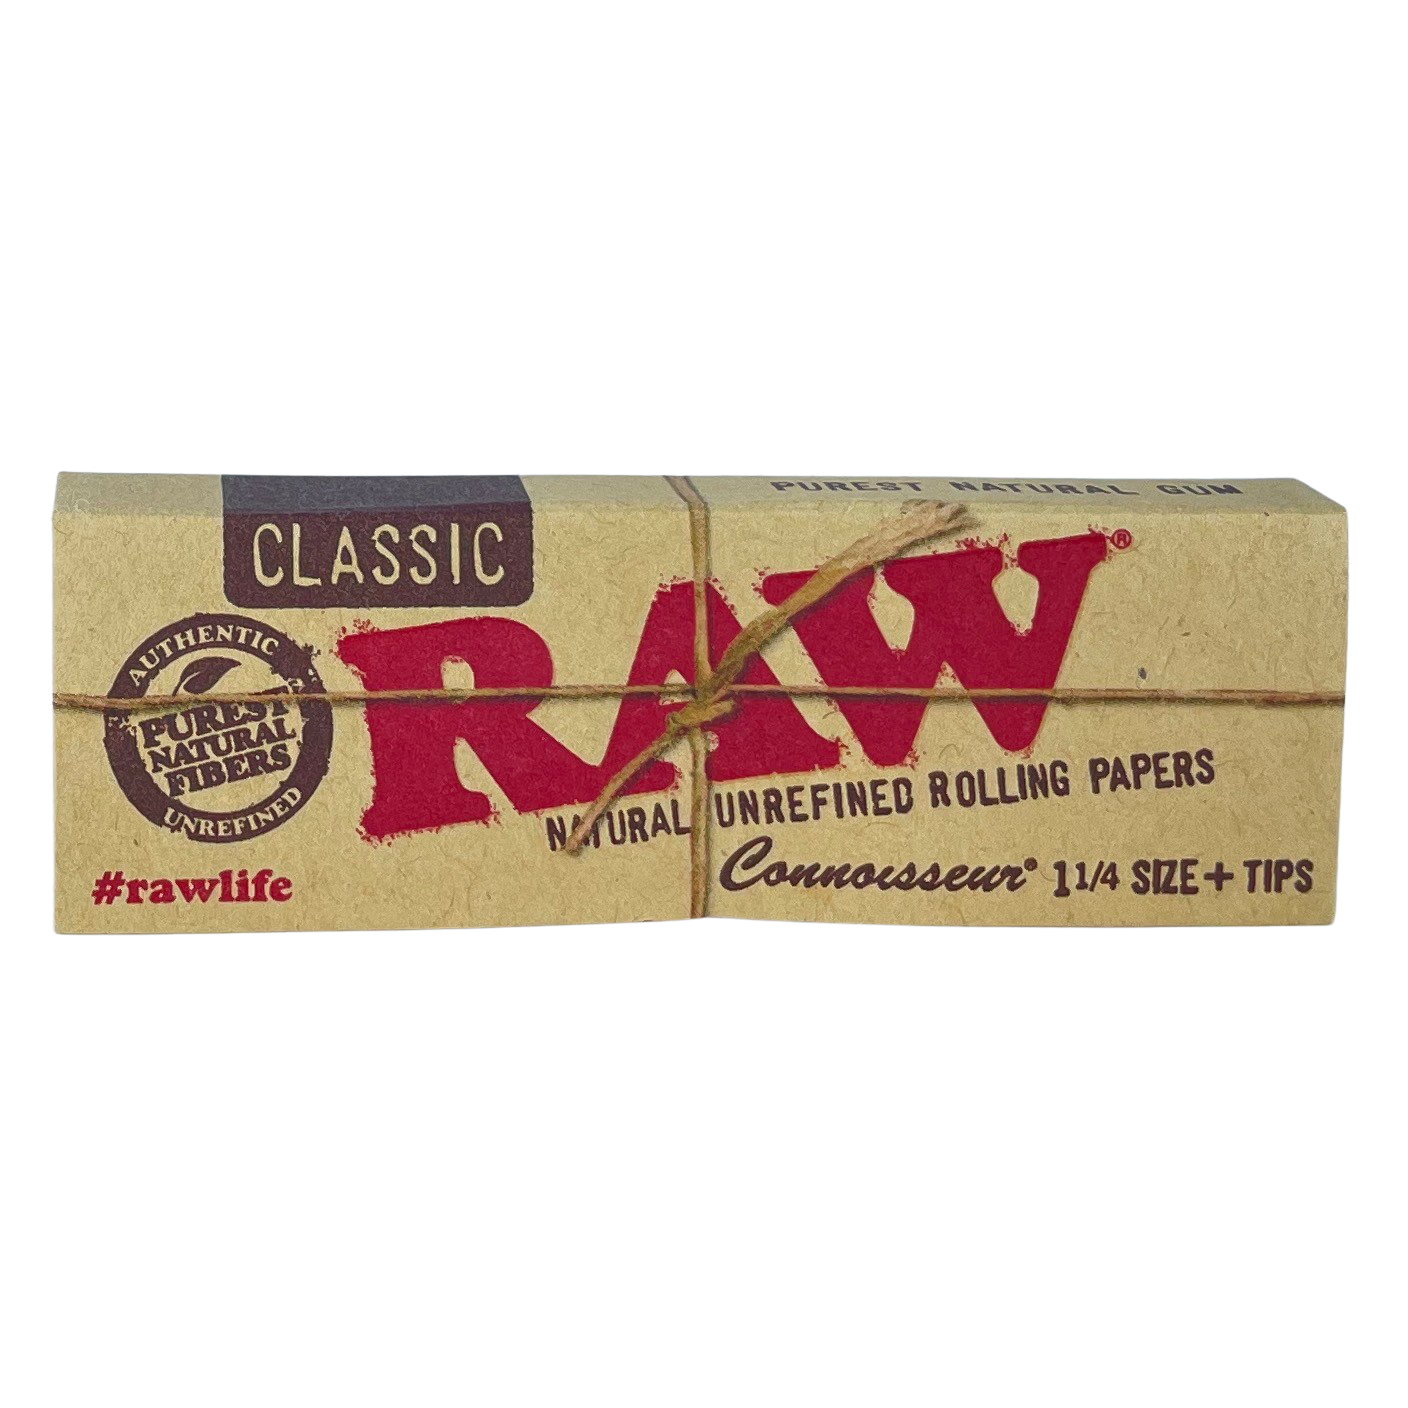 PUREST NATURAL GUM
CLASSIC
RAW®
AUTHENTIC
PUREST
NATURAL
FIBERS
UNREFINED
NATURAL UNREFINED ROLLING PAPERS
Connoisseur® 1 1/4 SIZE + TIPS
#rawlife